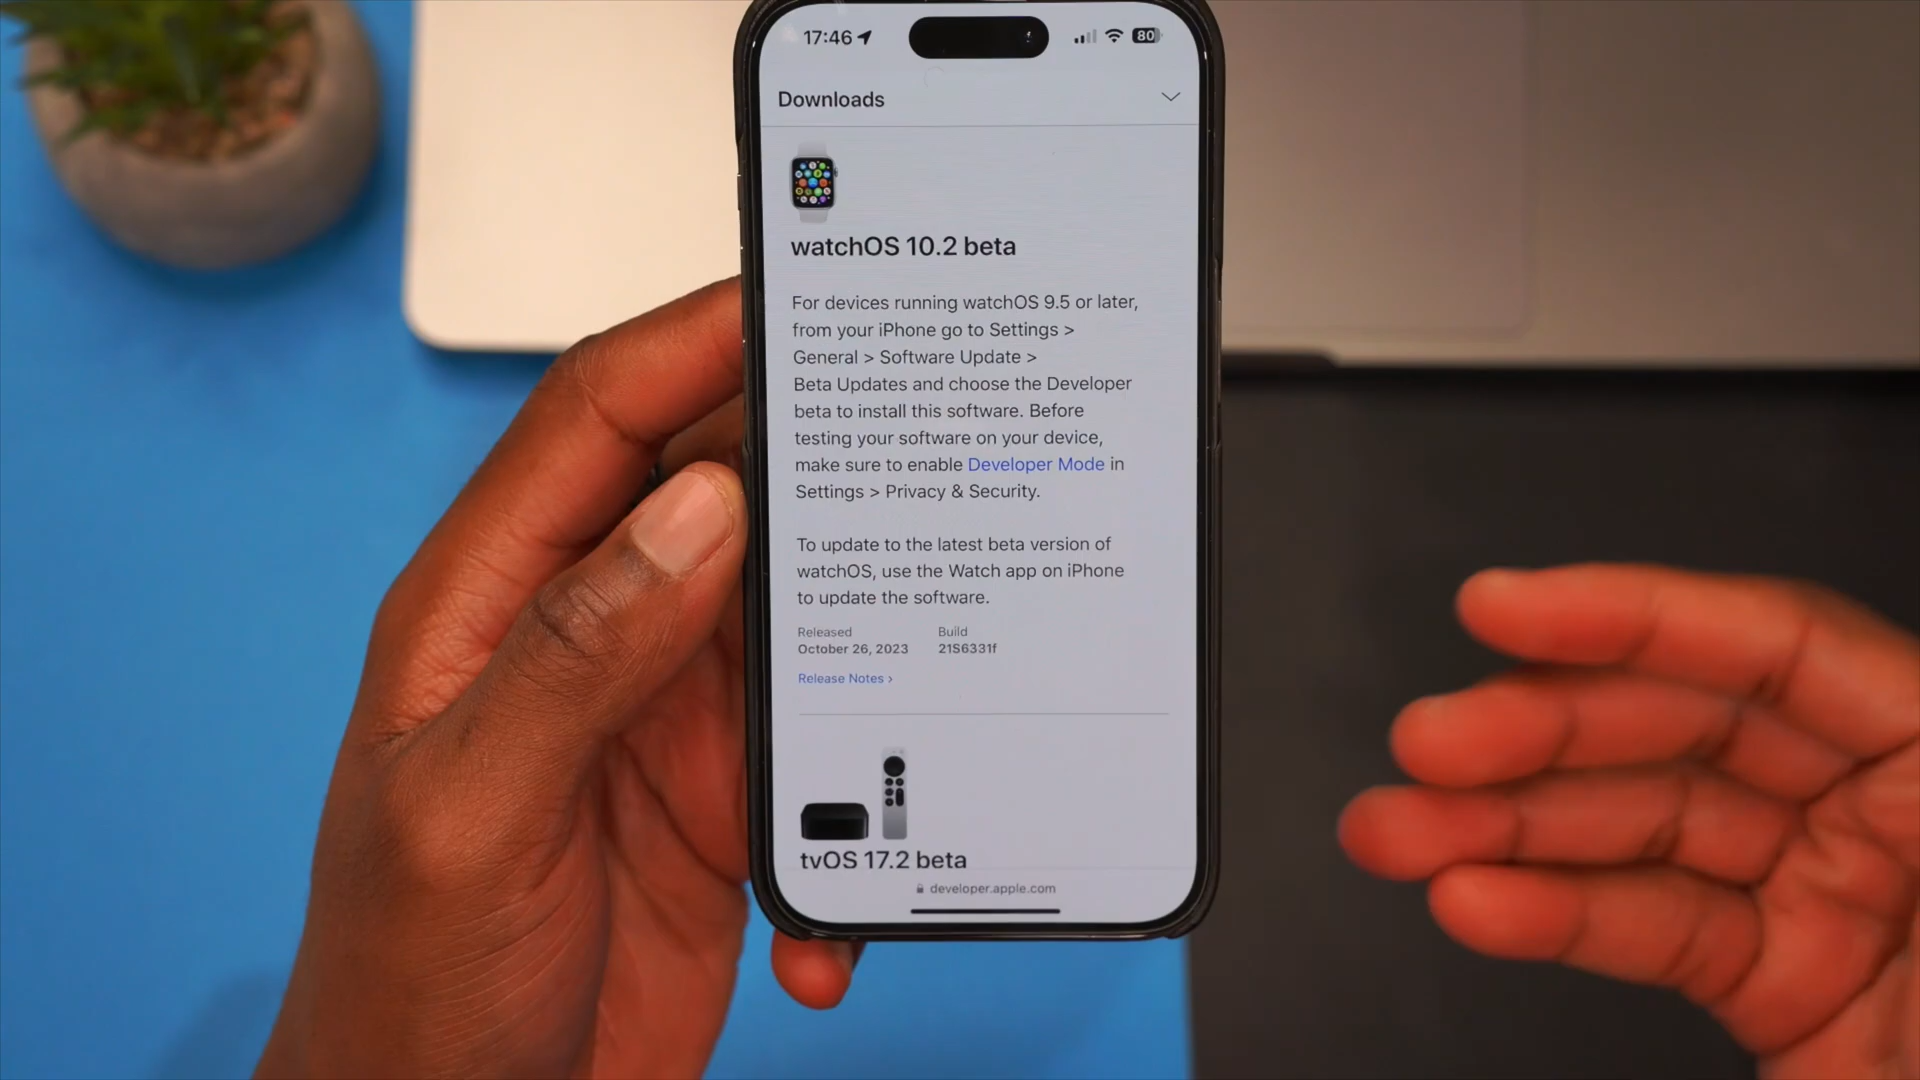 17:46
80
Downloads
watchOS 10.2 beta
For devices running watchOS 9.5 or later,
from your iPhone go to Settings >
General > Software Update >
Beta Updates and choose the Developer
beta to install this software. Before
testing your software on your device,
make sure to enable Developer Mode in
Settings > Privacy & Security.
To update to the latest beta version of
watchOS, use the Watch app on iPhone
to update the software.
Released Build
October 26, 2023 21S6331f
Release Notes >
tvOS 17.2 beta
developer.apple.com